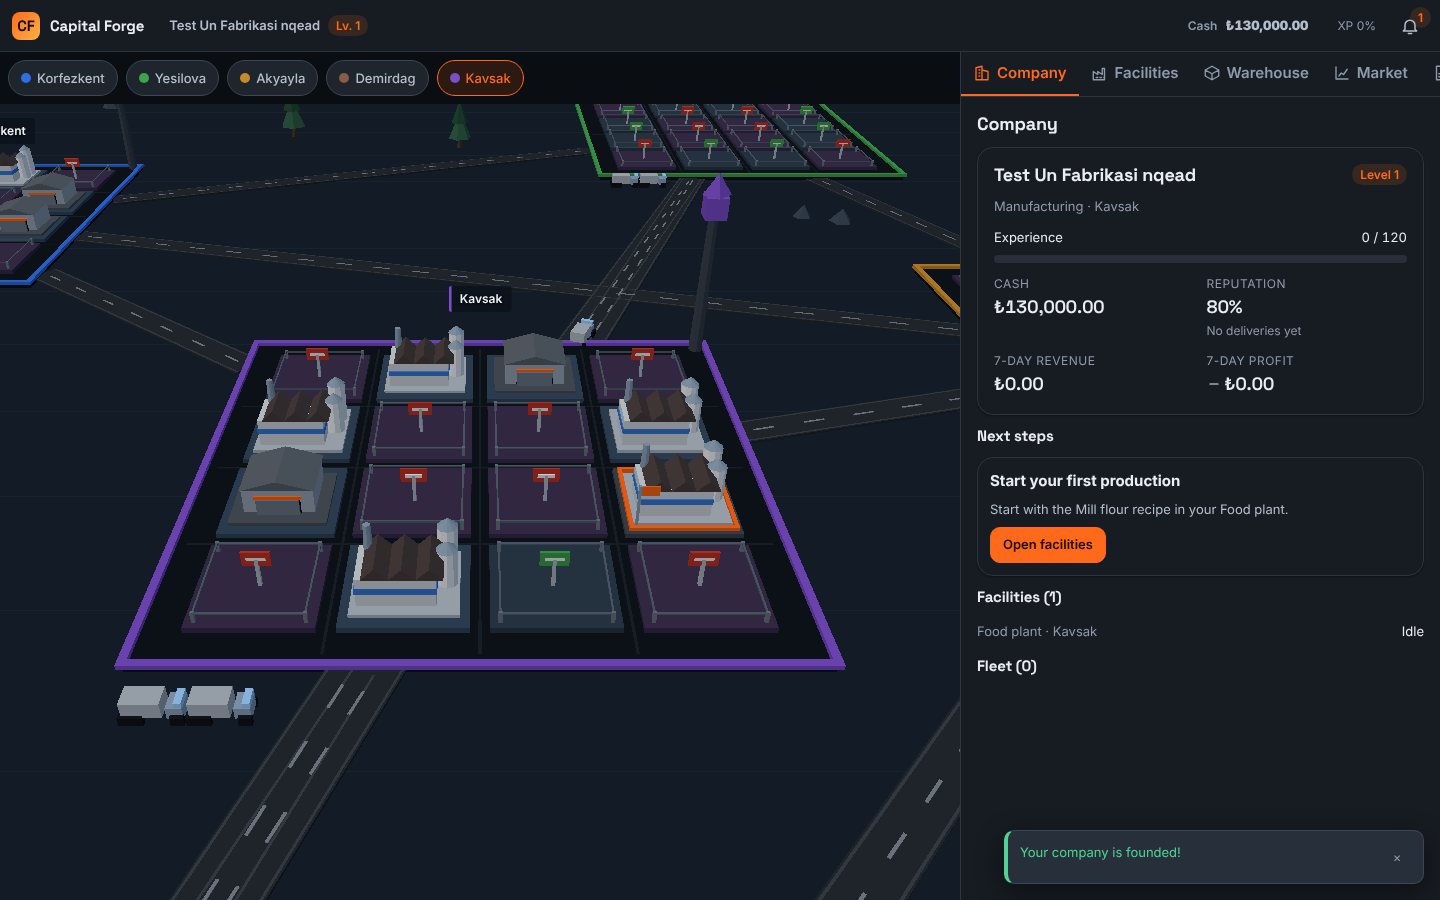 CF Capital Forge Test Un Fabrikasi nqead Lv. 1 Cash ₺130,000.00 XP 0% 1
Korfezkent Yesilova Akyayla Demirdag Kavsak
Company Facilities Warehouse Market
kent
Kavsak
Company
Test Un Fabrikasi nqead Level 1
Manufacturing · Kavsak
Experience 0 / 120
CASH REPUTATION
₺130,000.00 80%
No deliveries yet
7-DAY REVENUE 7-DAY PROFIT
₺0.00 – ₺0.00
Next steps
Start your first production
Start with the Mill flour recipe in your Food plant.
Open facilities
Facilities (1)
Food plant · Kavsak Idle
Fleet (0)
Your company is founded! ×